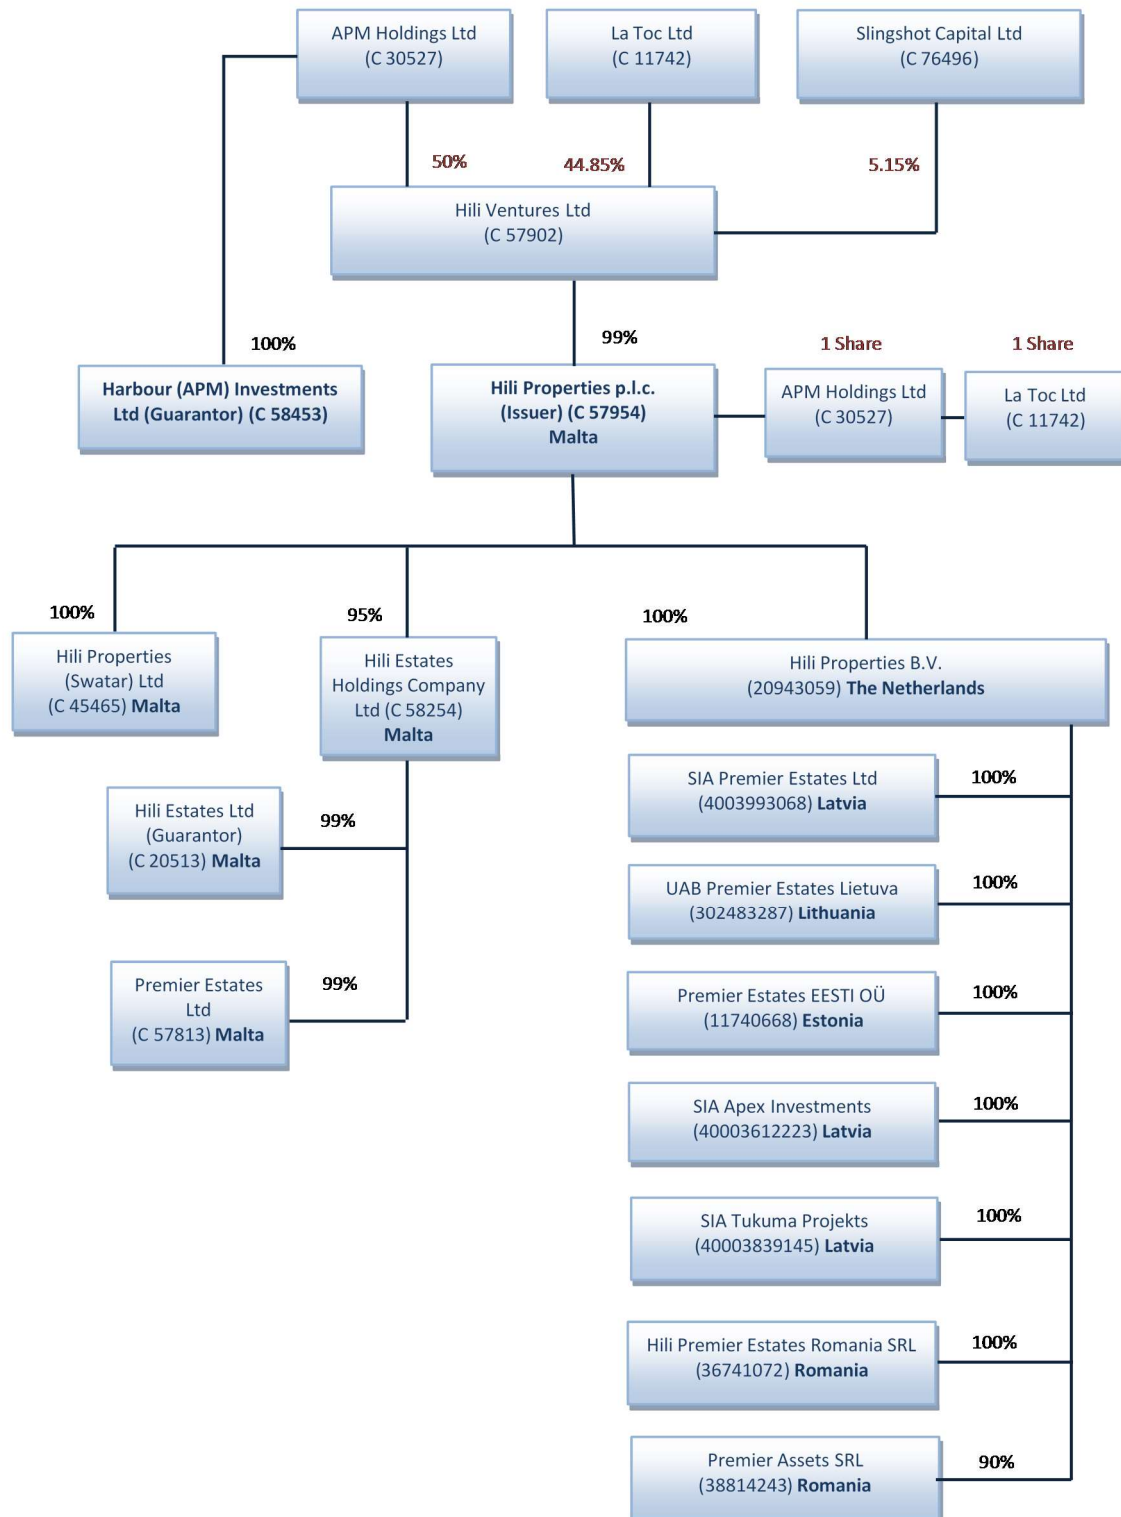 APM Holdings Ltd
(C 30527)
La Toc Ltd
(C 11742)
Slingshot Capital Ltd
(C 76496)
50%
44.85%
5.15%
Hili Ventures Ltd
(C 57902)
100%
99%
1 Share
1 Share
Harbour (APM) Investments
Ltd (Guarantor) (C 58453)
Hili Properties p.l.c.
(Issuer) (C 57954)
Malta
APM Holdings Ltd
(C 30527)
La Toc Ltd
(C 11742)
100%
95%
100%
Hili Properties
(Swatar) Ltd
(C 45465) Malta
Hili Estates
Holdings Company
Ltd (C 58254)
Malta
Hili Properties B.V.
(20943059) The Netherlands
Hili Estates Ltd
(Guarantor)
(C 20513) Malta
99%
Premier Estates
Ltd
(C 57813) Malta
99%
SIA Premier Estates Ltd
(4003993068) Latvia
100%
UAB Premier Estates Lietuva
(302483287) Lithuania
100%
Premier Estates EESTI OÜ
(11740668) Estonia
100%
SIA Apex Investments
(40003612223) Latvia
100%
SIA Tukuma Projekts
(40003839145) Latvia
100%
Hili Premier Estates Romania SRL
(36741072) Romania
100%
Premier Assets SRL
(38814243) Romania
90%